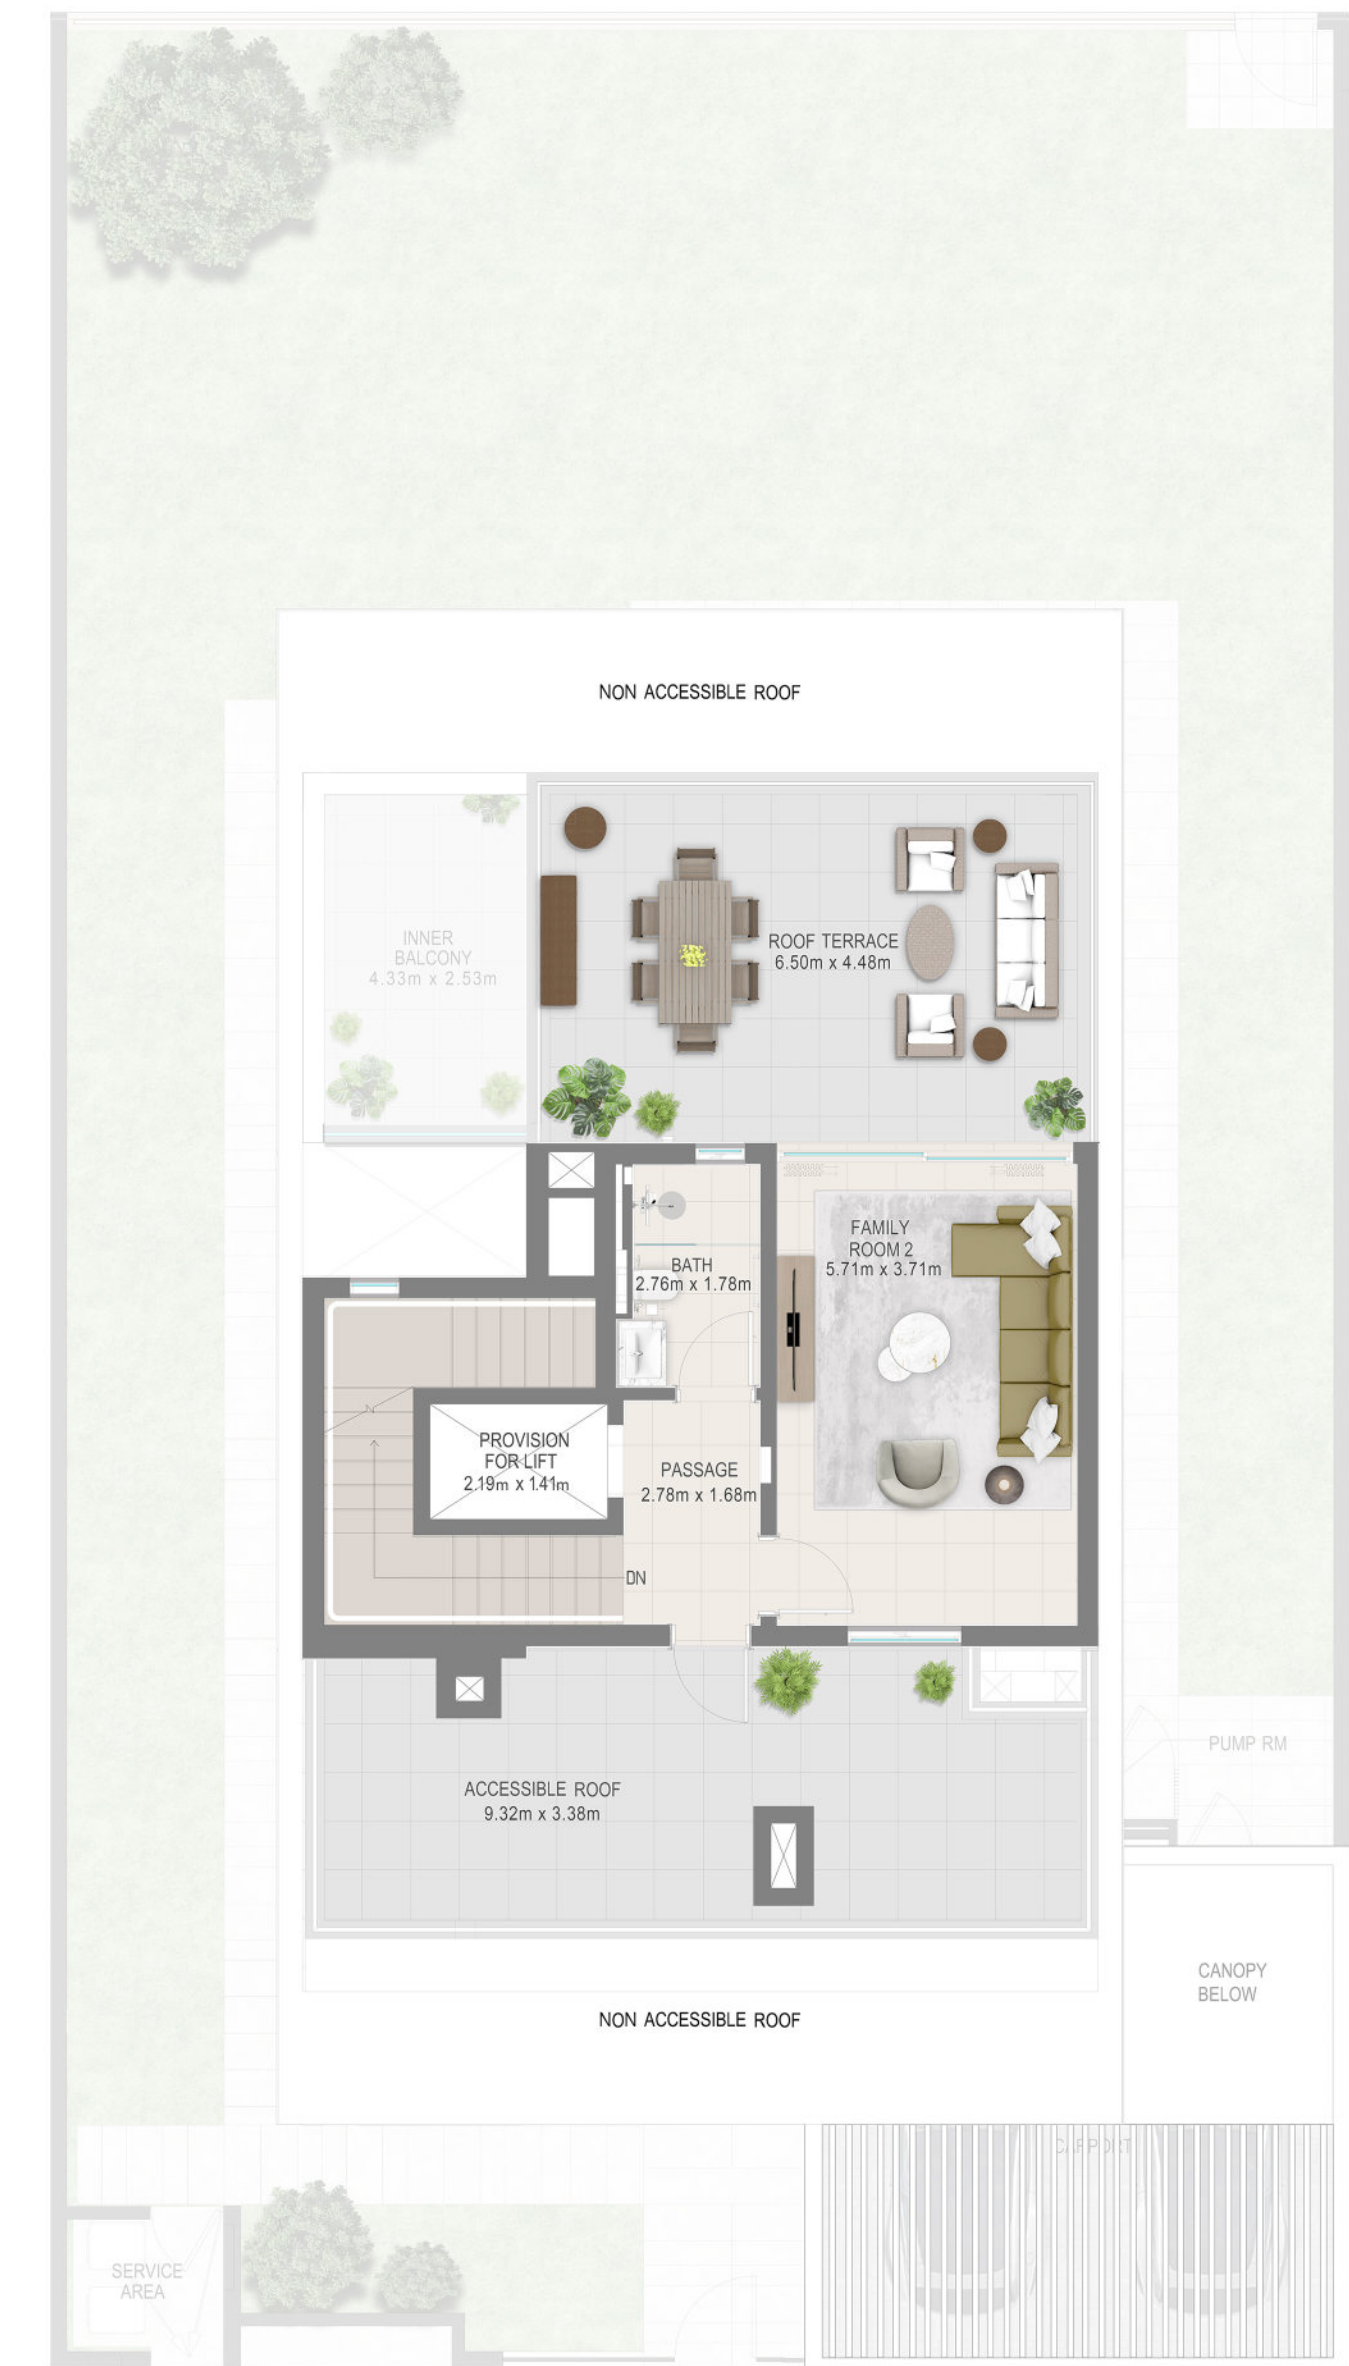 NON ACCESSIBLE ROOF
INNER
BALCONY
4.33m x 2.53m
ROOF TERRACE
6.50m x 4.48m
FAMILY
ROOM 2
5.71m x 3.71m
BATH
2.76m x 1.78m
PROVISION
FOR LIFT
2.19m x 1.41m
PASSAGE
2.78m x 1.68m
DN
PUMP RM
ACCESSIBLE ROOF
9.32m x 3.38m
CANOPY
BELOW
NON ACCESSIBLE ROOF
CARPORT
SERVICE
AREA